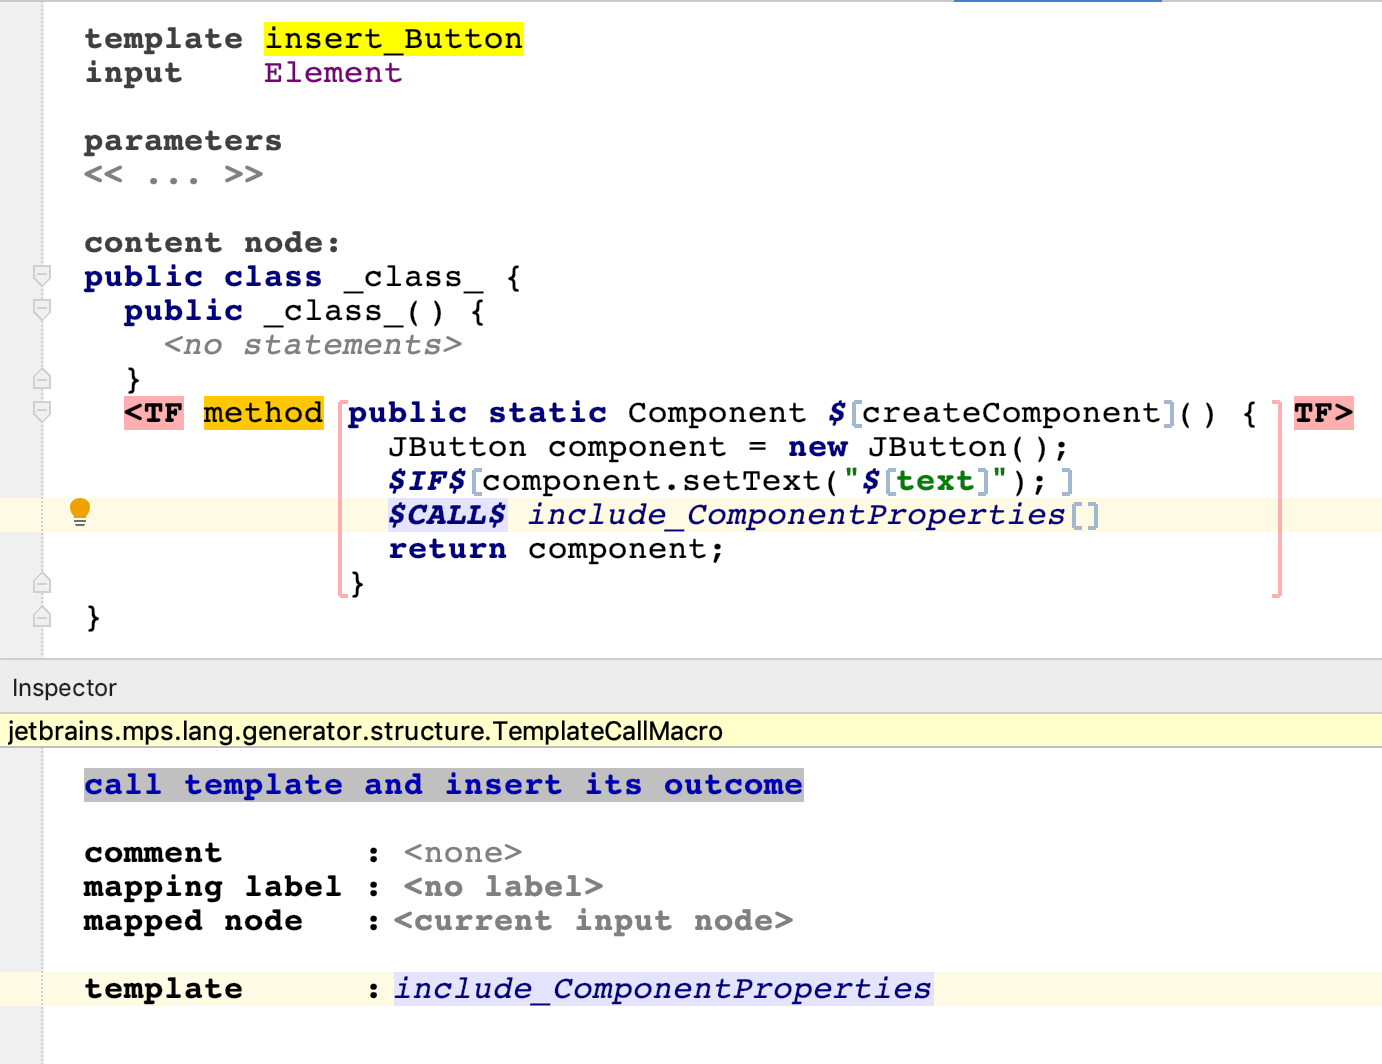 template insert_Button
input Element
parameters
<< ... >>
content node:
public class _class_ {
public _class_() {
<no statements>
}
<TF method [public static Component $[createComponent]() { ] TF>
JButton component = new JButton();
$IF$[component.setText("$[text]"); ]
$CALL$ include_ComponentProperties[]
return component;
}
}
Inspector
jetbrains.mps.lang.generator.structure.TemplateCallMacro
call template and insert its outcome
comment : <none>
mapping label : <no label>
mapped node : <current input node>
template : include_ComponentProperties